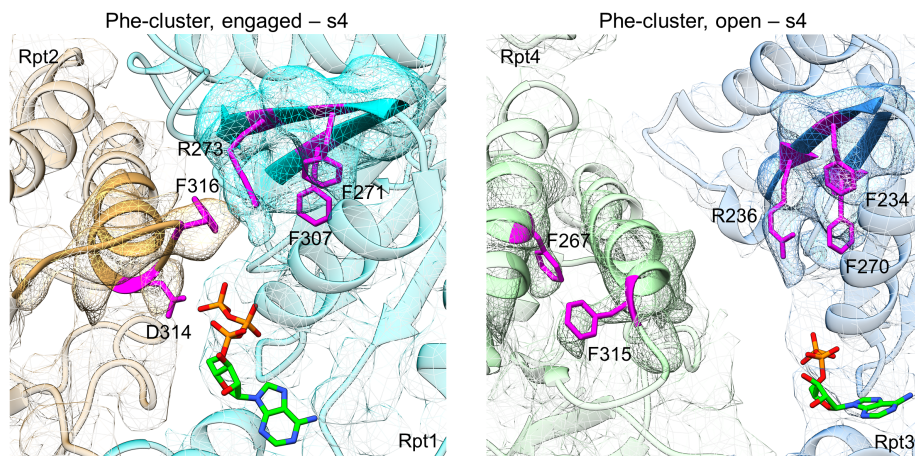 Phe-cluster, engaged – s4
Rpt2
R273
F316
F271
F307
D314
Rpt1
Phe-cluster, open – s4
Rpt4
R236
F234
F267
F270
F315
Rpt3